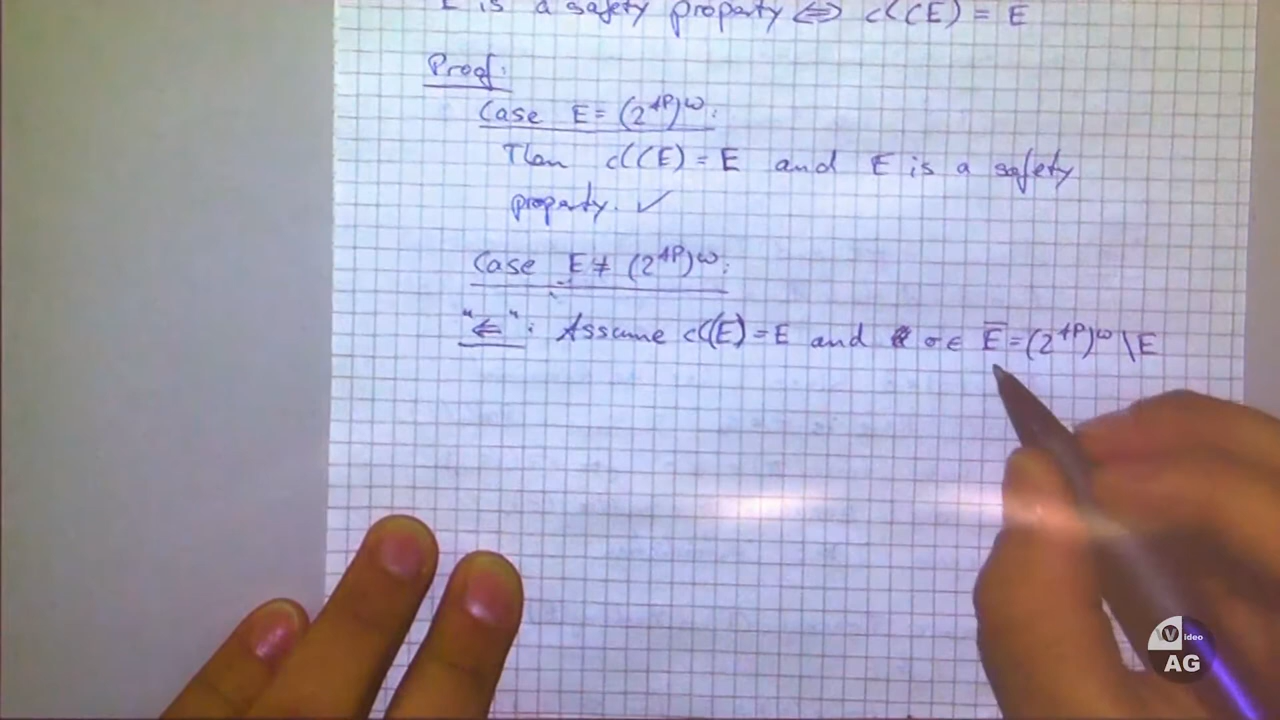 E is a safety property ⇔ cl(E) = E
Proof:
Case E = (2^AP)^ω:
Then cl(E) = E and E is a safety
property. ✓
Case E ≠ (2^AP)^ω:
"⇐": Assume cl(E) = E and σ ∈ Ē = (2^AP)^ω \ E
Video
AG